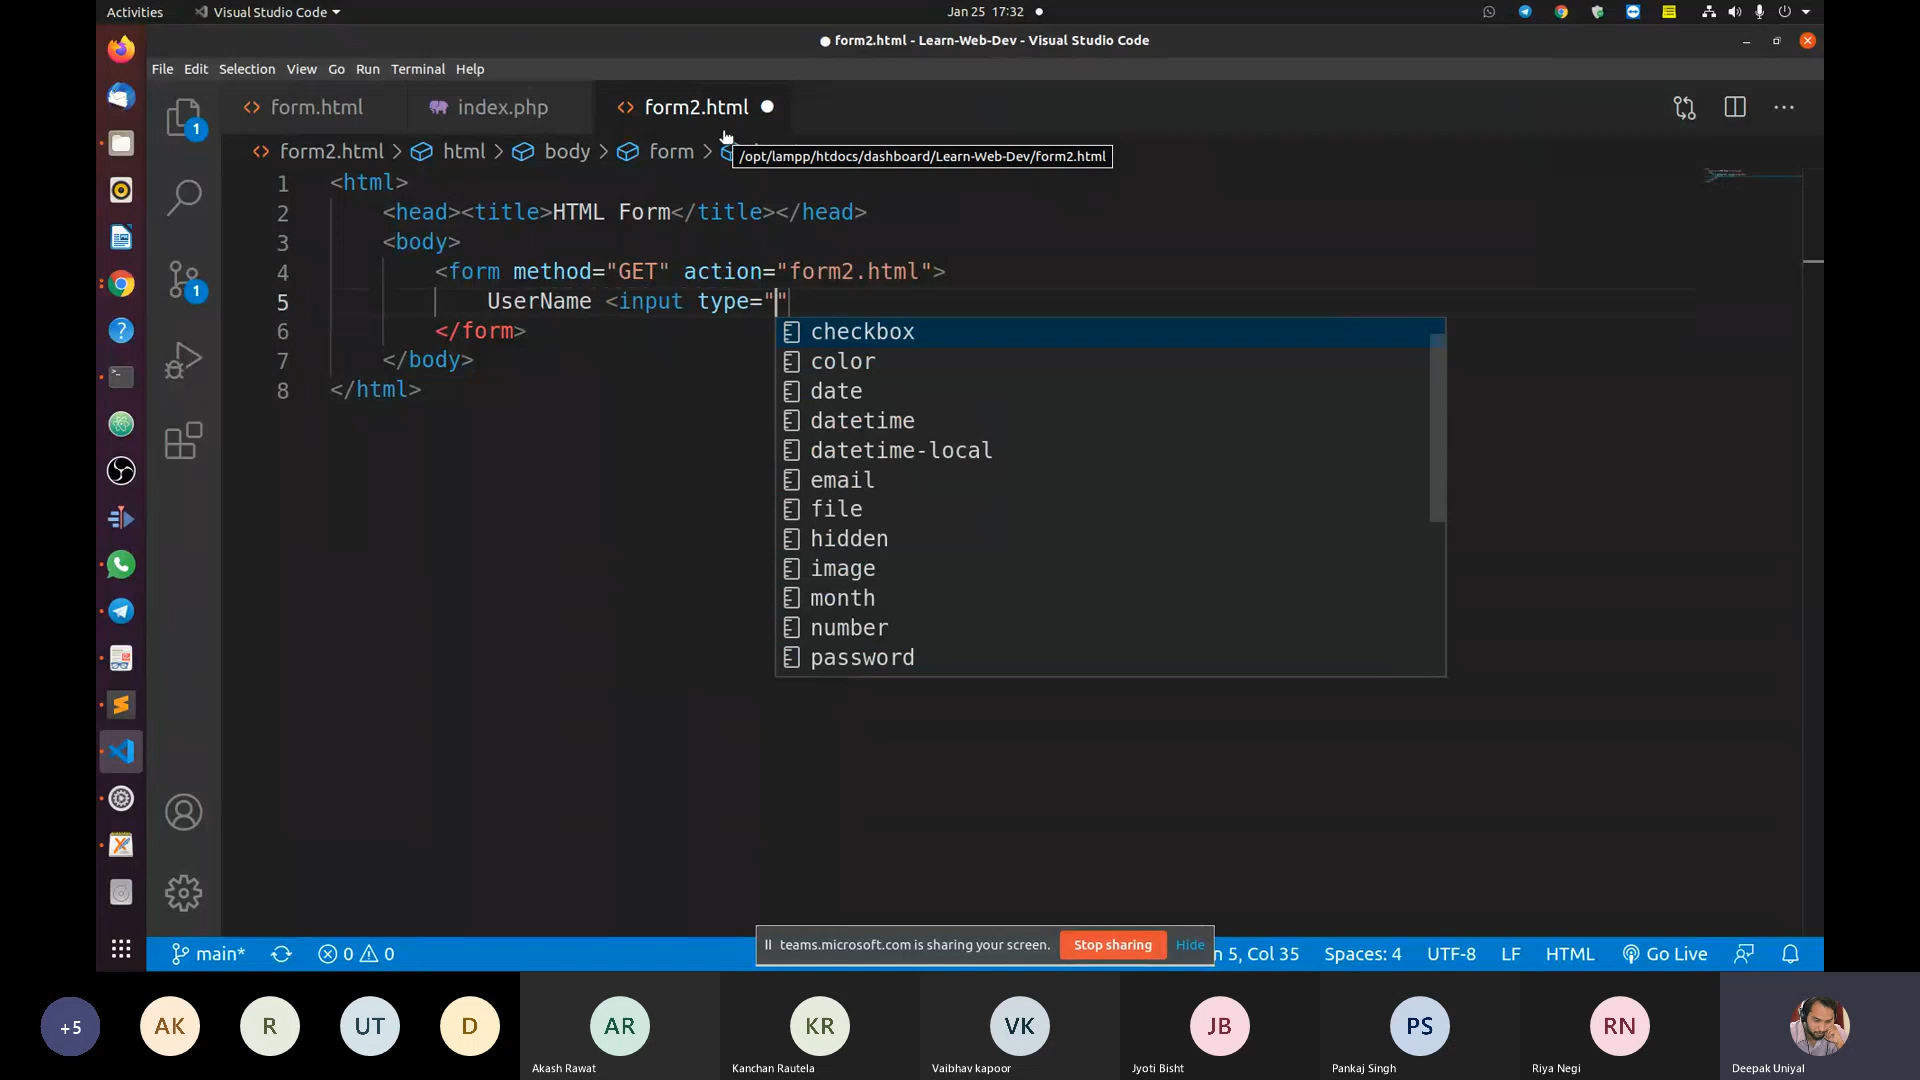 Activities
Visual Studio Code
Jan 25 17:32
form2.html - Learn-Web-Dev - Visual Studio Code
File Edit Selection View Go Run Terminal Help
form.html
index.php
form2.html
form2.html > html > body > form >
/opt/lampp/htdocs/dashboard/Learn-Web-Dev/form2.html
1 <html>
2 <head><title>HTML Form</title></head>
3 <body>
4 <form method="GET" action="form2.html">
5 UserName <input type=""
6 </form>
7 </body>
8 </html>
checkbox
color
date
datetime
datetime-local
email
file
hidden
image
month
number
password
1
1
main*
0 0
teams.microsoft.com is sharing your screen.
Stop sharing
Hide
5, Col 35
Spaces: 4
UTF-8
LF
HTML
Go Live
+5
AK
R
UT
D
AR
KR
VK
JB
PS
RN
Akash Rawat
Kanchan Rautela
Vaibhav kapoor
Jyoti Bisht
Pankaj Singh
Riya Negi
Deepak Uniyal